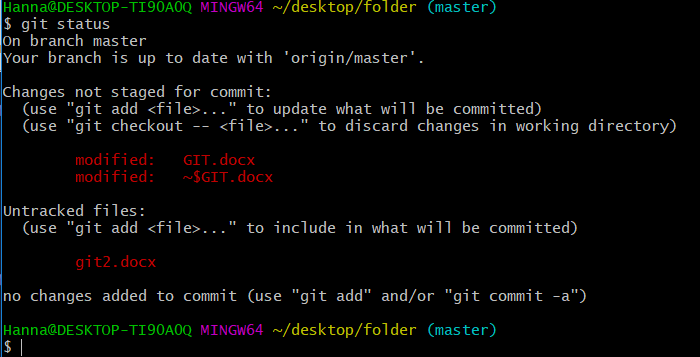 Hanna@DESKTOP-TI90A0Q MINGW64 ~/desktop/folder (master)
$ git status
On branch master
Your branch is up to date with 'origin/master'.
Changes not staged for commit:
  (use "git add <file>..." to update what will be committed)
  (use "git checkout -- <file>..." to discard changes in working directory)
        modified:   GIT.docx
        modified:   ~$GIT.docx
Untracked files:
  (use "git add <file>..." to include in what will be committed)
        git2.docx
no changes added to commit (use "git add" and/or "git commit -a")
Hanna@DESKTOP-TI90A0Q MINGW64 ~/desktop/folder (master)
$